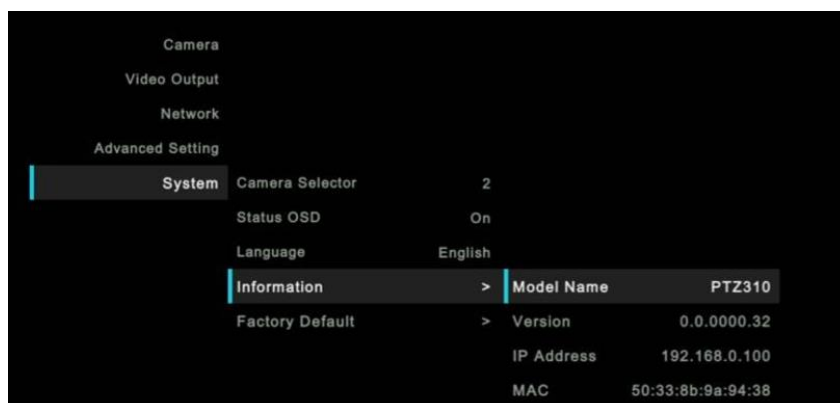 Camera
Video Output
Network
Advanced Setting
System Camera Selector 2
Status OSD On
Language English
Information > Model Name PTZ310
Factory Default > Version 0.0.0000.32
IP Address 192.168.0.100
MAC 50:33:8b:9a:94:38